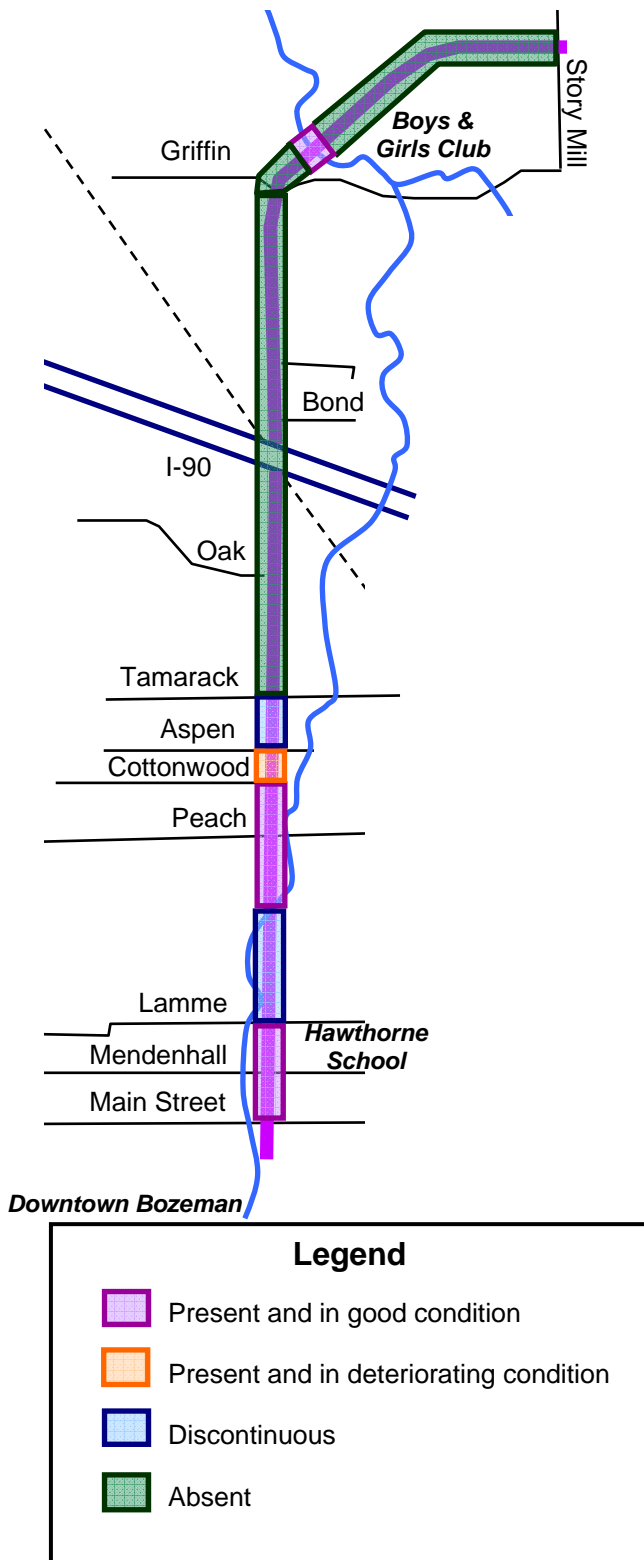 Story Mill
Boys &
Girls Club
Griffin
Bond
I-90
Oak
Tamarack
Aspen
Cottonwood
Peach
Lamme
Hawthorne
School
Mendenhall
Main Street
Downtown Bozeman
Legend
Present and in good condition
Present and in deteriorating condition
Discontinuous
Absent